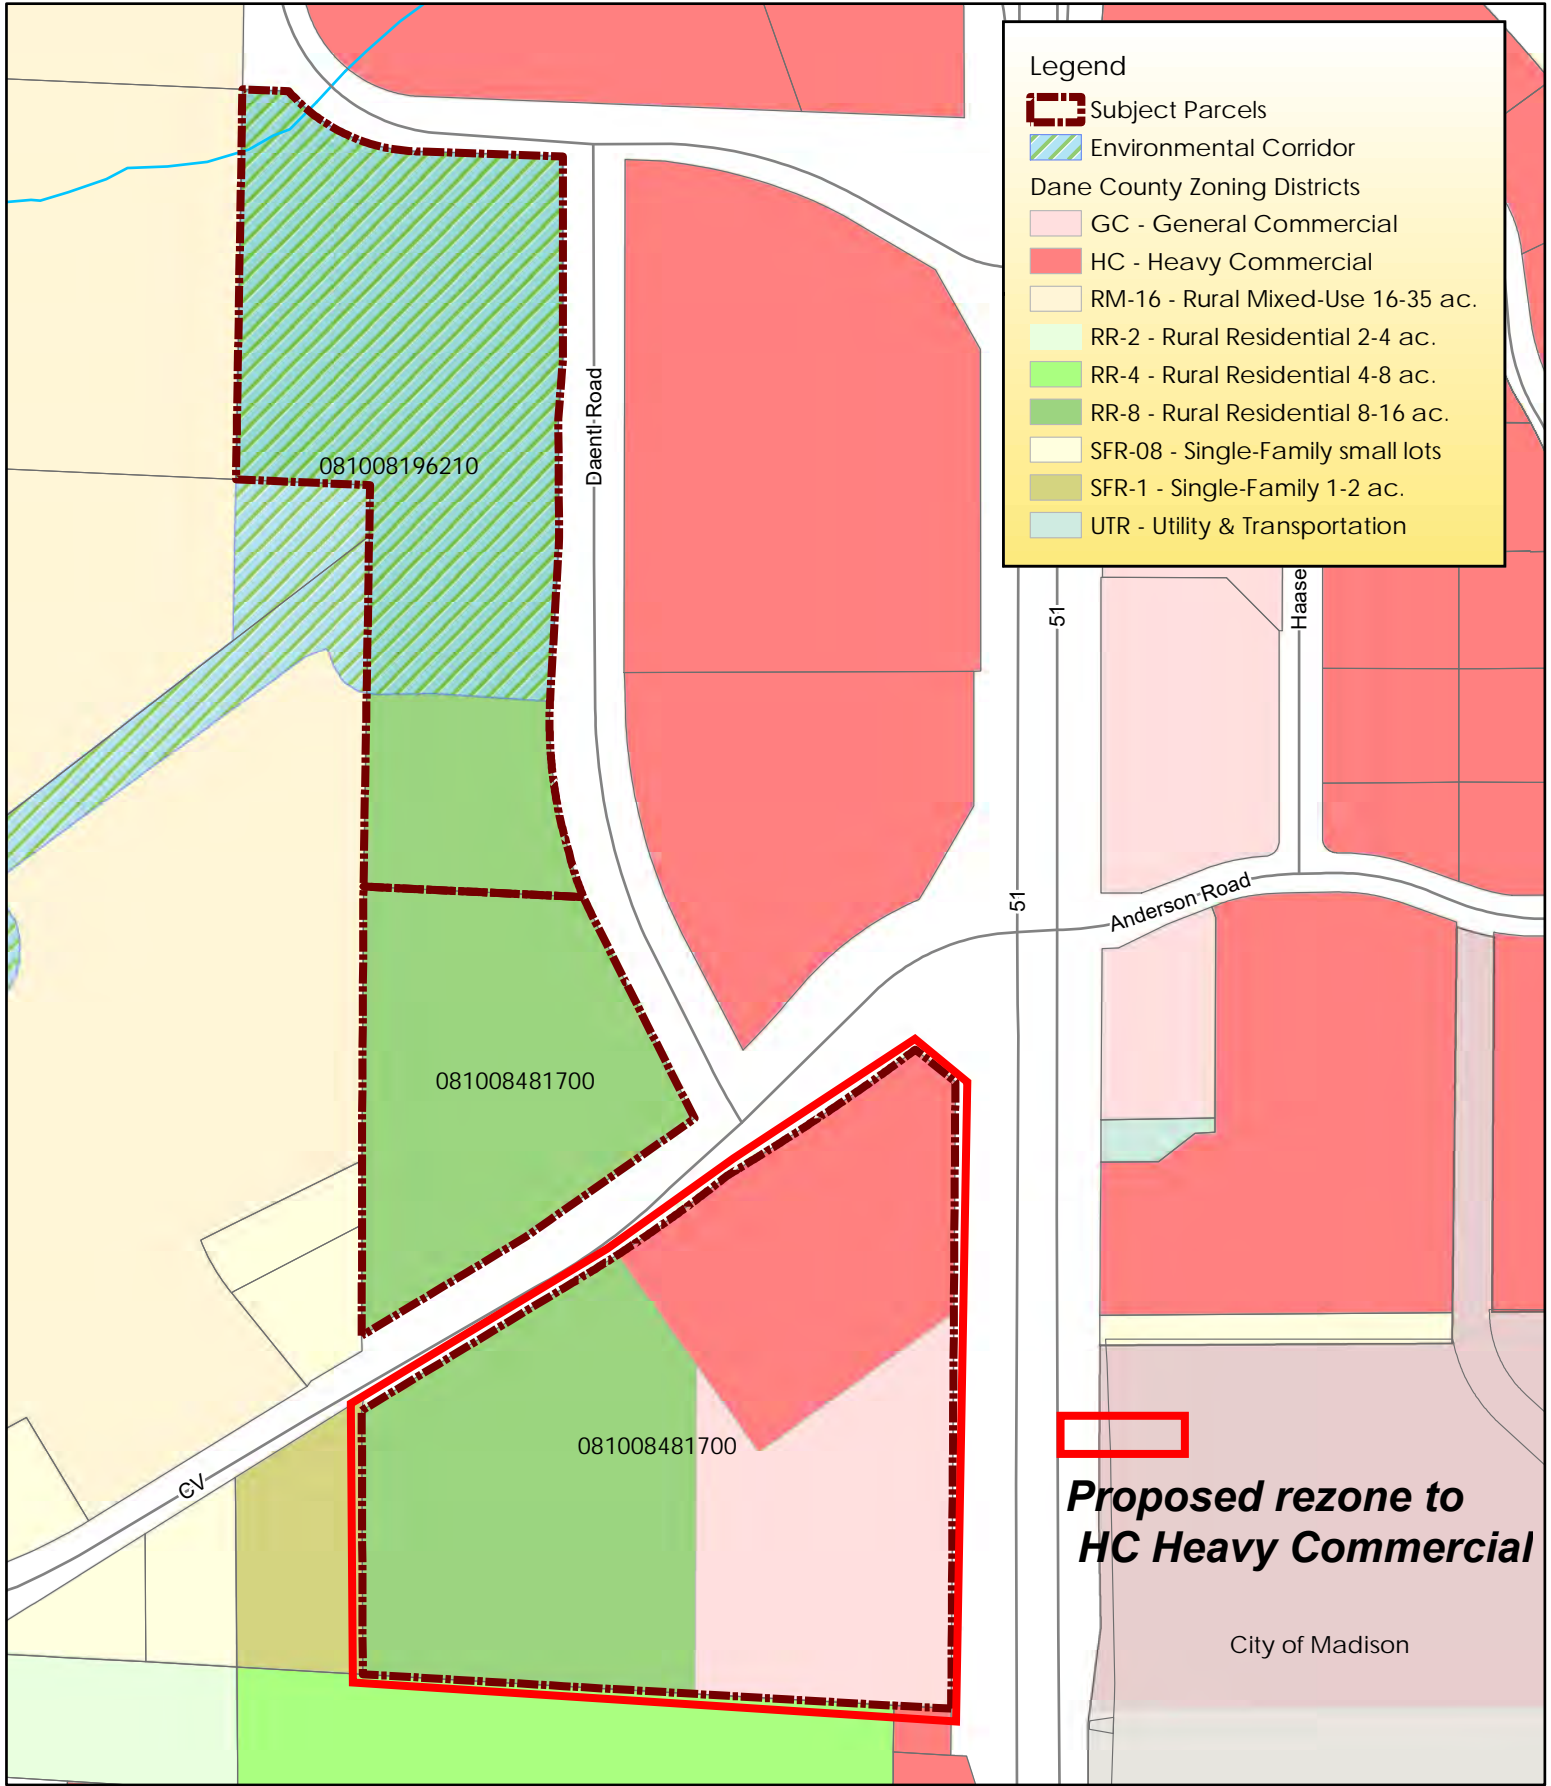 Legend
Subject Parcels
Environmental Corridor
Dane County Zoning Districts
GC - General Commercial
HC - Heavy Commercial
RM-16 - Rural Mixed-Use 16-35 ac.
RR-2 - Rural Residential 2-4 ac.
RR-4 - Rural Residential 4-8 ac.
RR-8 - Rural Residential 8-16 ac.
SFR-08 - Single-Family small lots
SFR-1 - Single-Family 1-2 ac.
UTR - Utility & Transportation
Daentl Road
081008196210
51
Haase
51
Anderson Road
081008481700
081008481700
CV
Proposed rezone to
HC Heavy Commercial
City of Madison